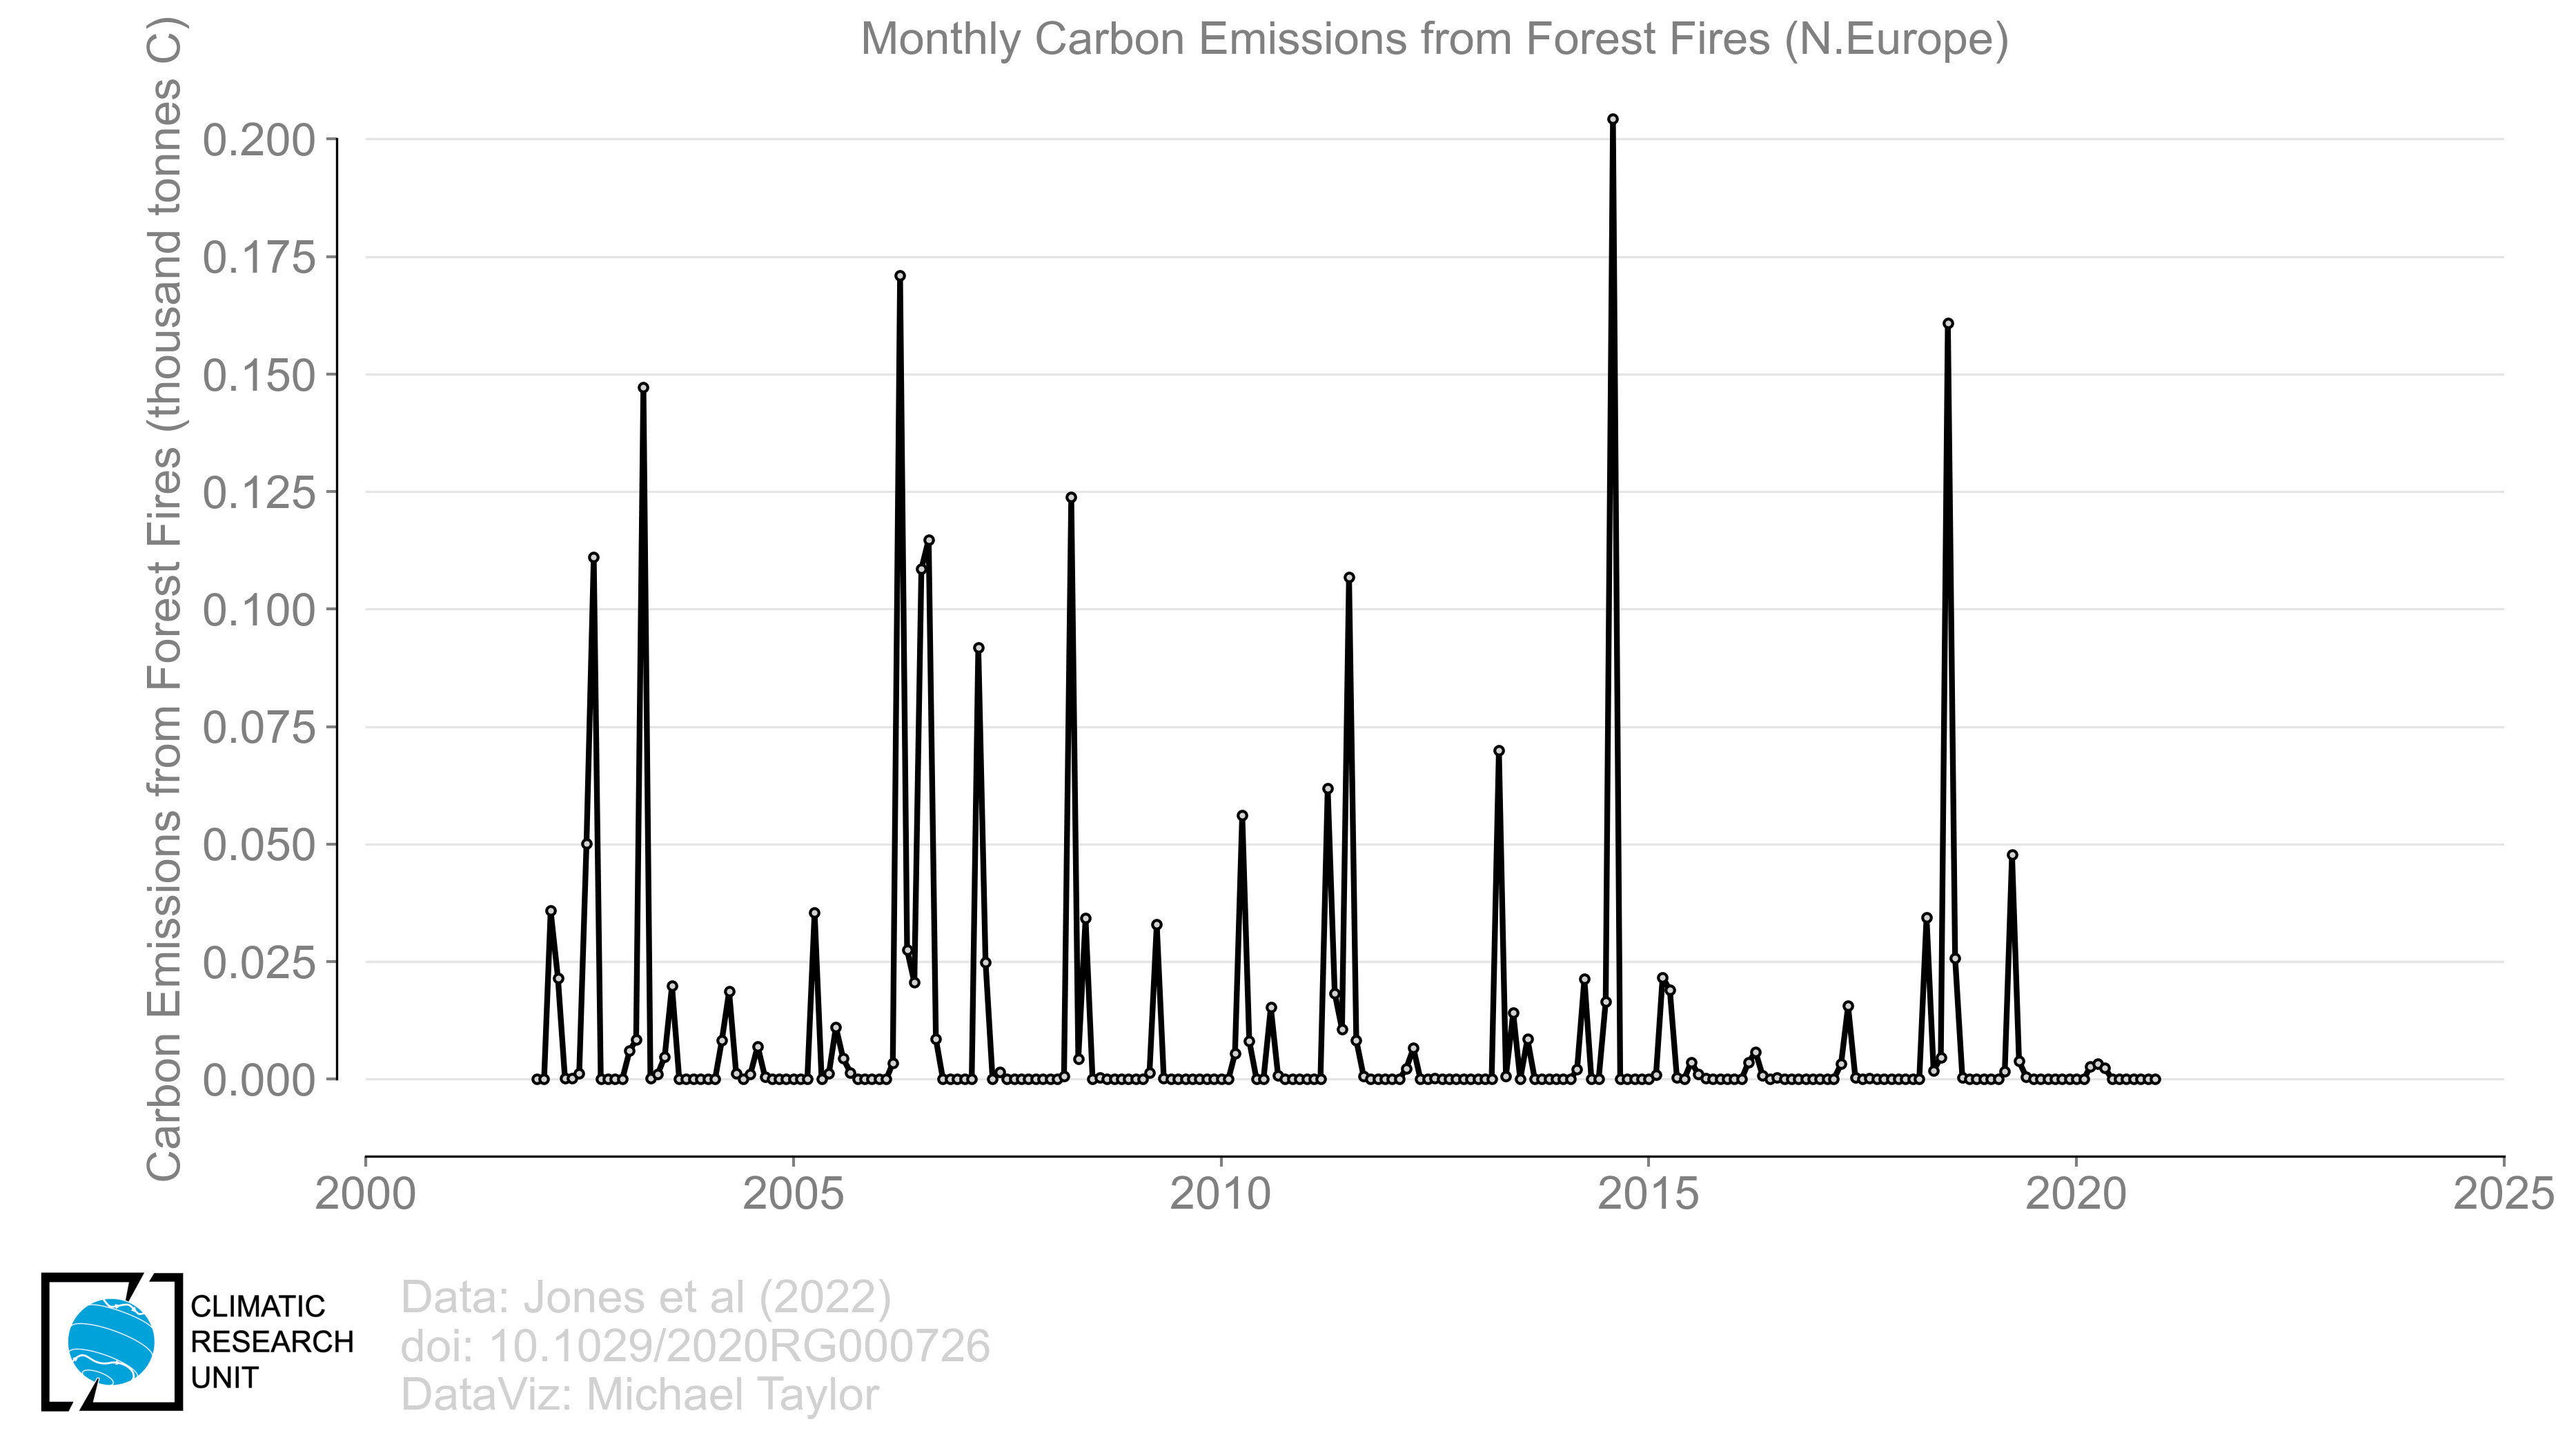 Monthly Carbon Emissions from Forest Fires (N.Europe)
Carbon Emissions from Forest Fires (thousand tonnes C)
0.200
0.175
0.150
0.125
0.100
0.075
0.050
0.025
0.000
2000
2005
2010
2015
2020
2025
CLIMATIC
RESEARCH
UNIT
Data: Jones et al (2022)
doi: 10.1029/2020RG000726
DataViz: Michael Taylor